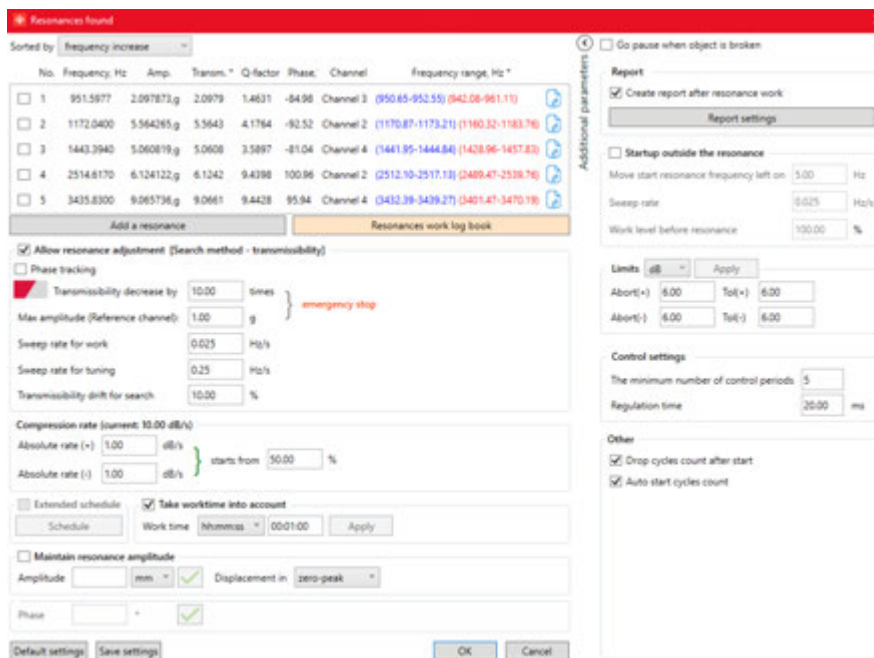 Resonances found
Sorted by frequency increase
No. Frequency, Hz Amp. Transm. * Q-factor Phase, Channel Frequency range, Hz *
1 951.5977 2.097873,g 2.0979 1.4631 -84.98 Channel 3 (950.65-952.55) (942.08-961.11)
2 1172.0400 5.564265,g 5.5643 4.1764 -92.52 Channel 2 (1170.87-1173.21) (1160.32-1183.76)
3 1443.3940 5.060819,g 5.0608 3.5897 -81.04 Channel 4 (1441.95-1444.84) (1428.96-1457.83)
4 2514.6170 6.124122,g 6.1242 9.4398 100.96 Channel 2 (2512.10-2517.13) (2489.47-2539.76)
5 3435.8300 9.065736,g 9.0661 9.4428 95.94 Channel 4 (3432.39-3439.27) (3401.47-3470.19)
Add a resonance Resonances work log book
Allow resonance adjustment [Search method - transmissibility]
Phase tracking
Transmissibility decrease by 10.00 times
emergency stop
Max amplitude (Reference channel): 1.00 g
Sweep rate for work 0.025 Hz/s
Sweep rate for tuning 0.25 Hz/s
Transmissibility drift for search 10.00 %
Compression rate (current: 10.00 dB/s)
Absolute rate (+) 1.00 dB/s
starts from 50.00 %
Absolute rate (-) 1.00 dB/s
Extended schedule Take worktime into account
Schedule Work time hh:mm:ss 00:01:00 Apply
Maintain resonance amplitude
Amplitude mm Displacement in zero-peak
Phase °
Default settings Save settings OK Cancel
Additional parameters
Go pause when object is broken
Report
Create report after resonance work
Report settings
Startup outside the resonance
Move start resonance frequency left on 5.00 Hz
Sweep rate 0.025 Hz/s
Work level before resonance 100.00 %
Limits dB Apply
Abort(+) 6.00 Tol(+) 6.00
Abort(-) 6.00 Tol(-) 6.00
Control settings
The minimum number of control periods 5
Regulation time 20.00 ms
Other
Drop cycles count after start
Auto start cycles count